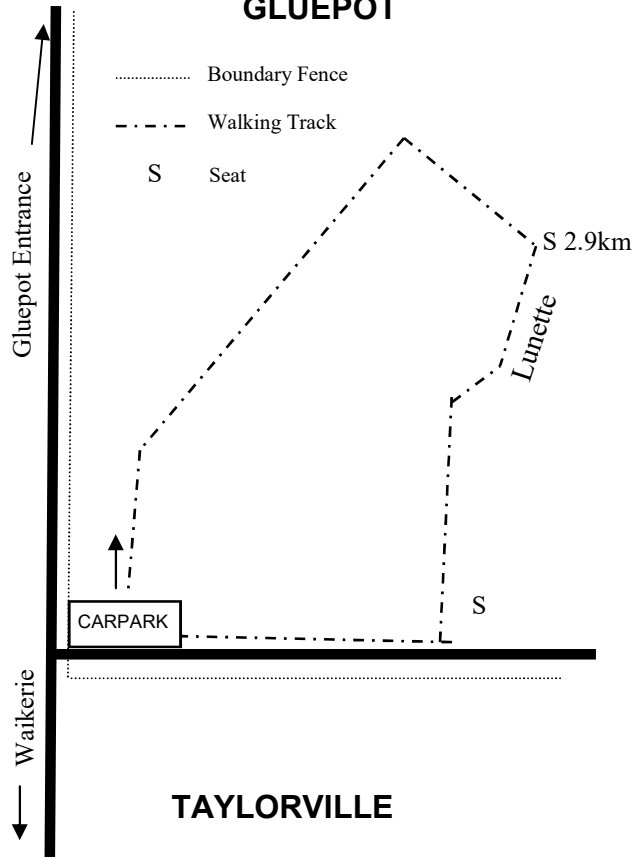 GLUEPOT
Boundary Fence
Walking Track
S Seat
Gluepot Entrance
S 2.9km
Lunette
S
CARPARK
Waikerie
TAYLORVILLE